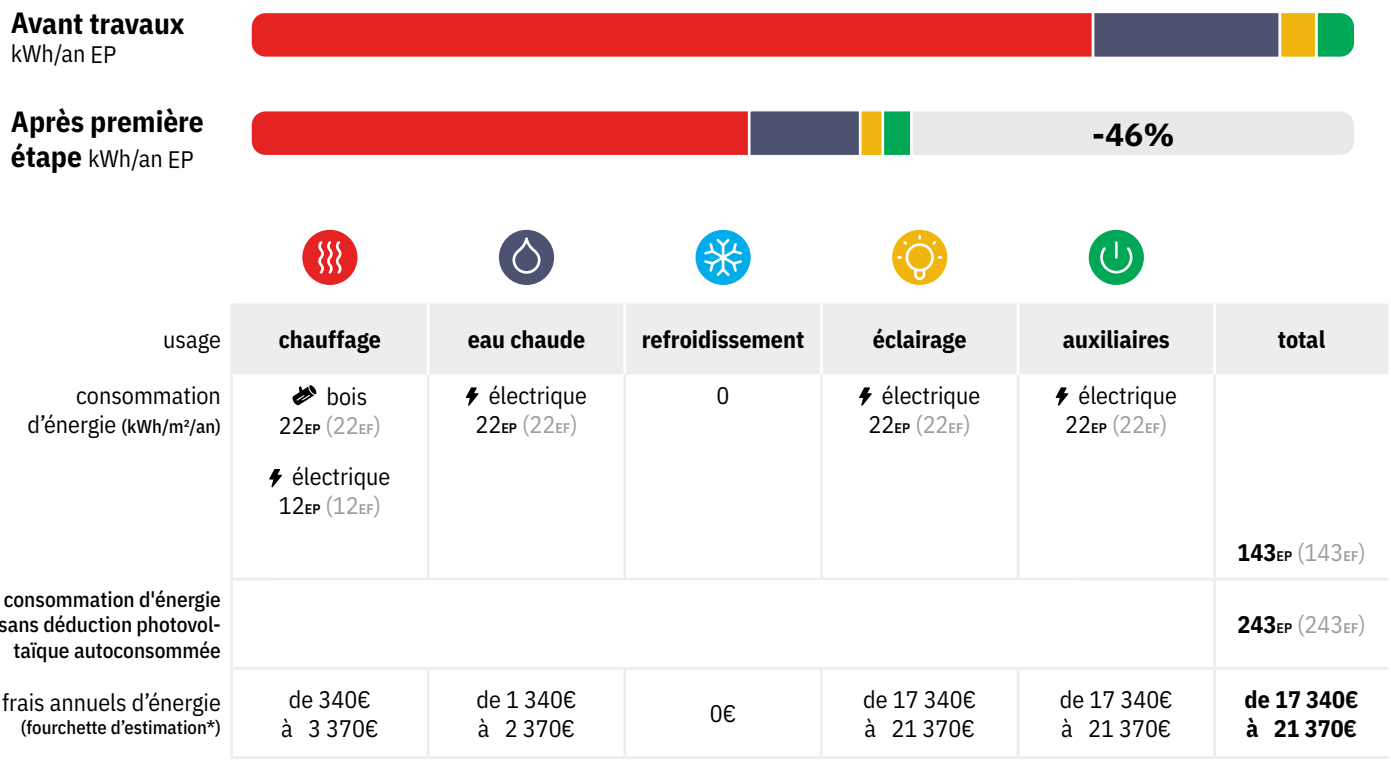 Avant travaux
kWh/an EP
Après première
étape kWh/an EP
-46%
usage
chauffage
eau chaude
refroidissement
éclairage
auxiliaires
total
consommation
d’énergie (kWh/m²/an)
bois
22EP (22EF)
électrique
12EP (12EF)
électrique
22EP (22EF)
0
électrique
22EP (22EF)
électrique
22EP (22EF)
143EP (143EF)
consommation d'énergie
sans déduction photovol-
taïque autoconsommée
243EP (243EF)
frais annuels d’énergie
(fourchette d’estimation*)
de 340€
à 3 370€
de 1 340€
à 2 370€
0€
de 17 340€
à 21 370€
de 17 340€
à 21 370€
de 17 340€
à 21 370€